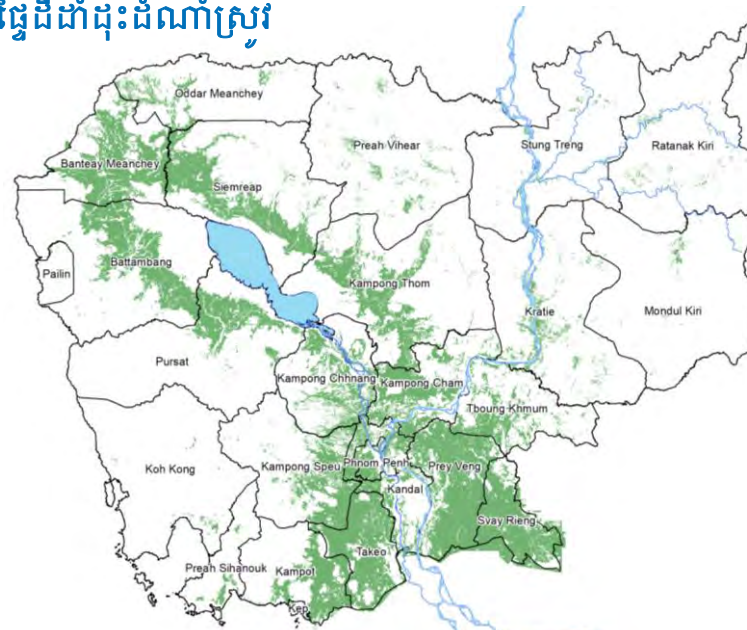 ផ្ទៃដីដាំដុះដំណាំស្រូវ
Oddar Meanchey
Preah Vihear
Stung Treng
Ratanak Kiri
Banteay Meanchey
Siemreap
Battambang
Pailin
Kampong Thom
Kratie
Mondul Kiri
Pursat
Kampong Chhnang
Kampong Cham
Tboung Khmum
Koh Kong
Kampong Speu
Phnom Penh
Prey Veng
Kandal
Svay Rieng
Takeo
Preah Sihanouk
Kampot
Kep